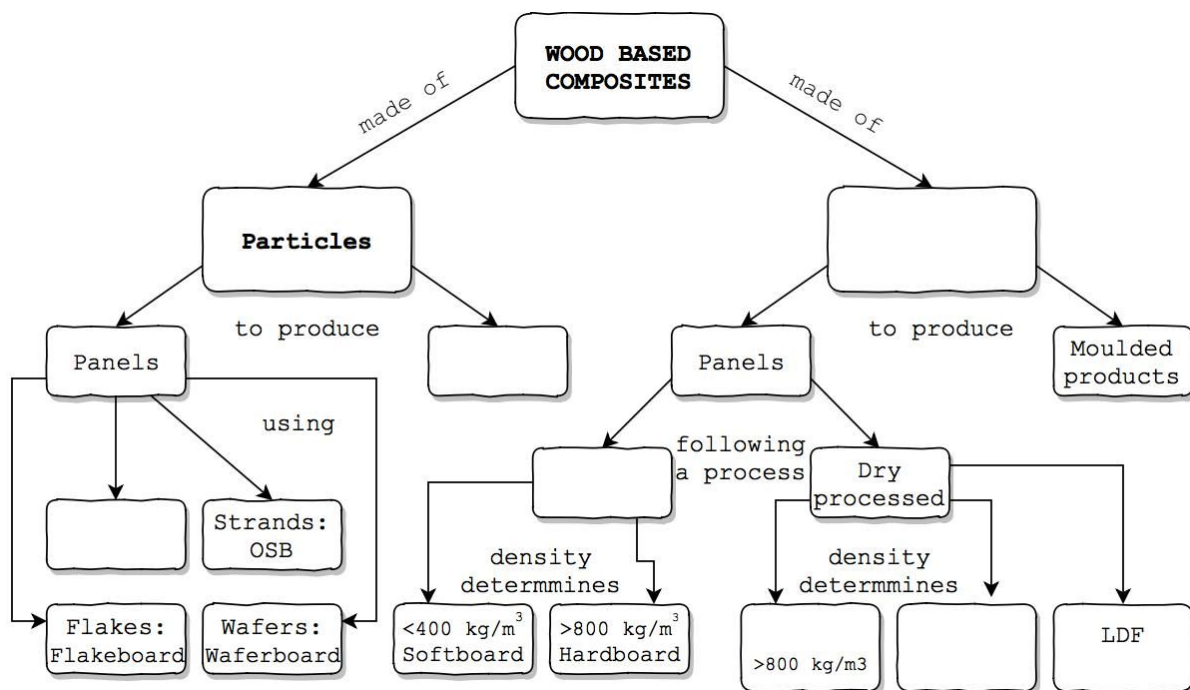 WOOD BASED
COMPOSITES
made of
made of
Particles
to produce
to produce
Panels
Panels
Moulded
products
using
following
a process
Dry
processed
Strands:
OSB
density
determmines
density
determmines
Flakes:
Flakeboard
Wafers:
Waferboard
<400 kg/m³
Softboard
>800 kg/m³
Hardboard
>800 kg/m3
LDF